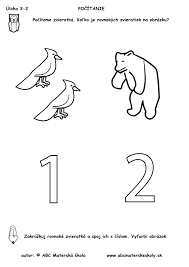 Úloha 3-2 POČÍTANIE
Počítame zvieratká. Koľko je rovnakých zvieratiek na obrázku?
1 2
Zakrúžkuj rovnaké zvieratká a spoj ich s číslom. Vyfarbi obrázok.
autor: © ABC Materská škola www.abcmaterskeskoly.sk